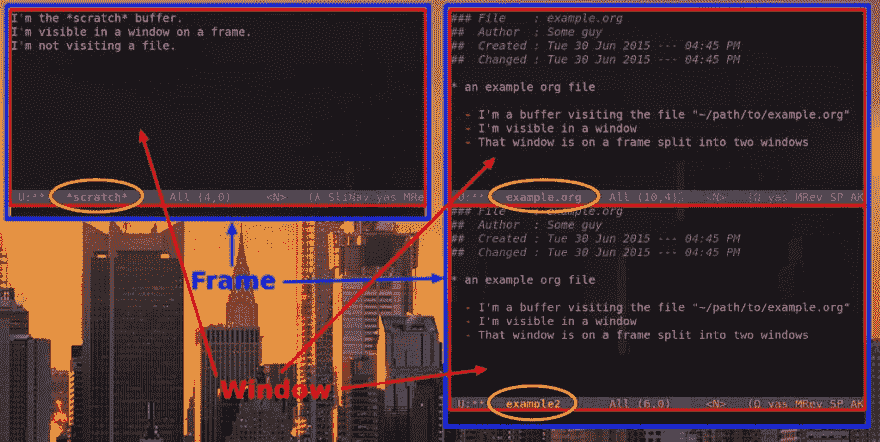 I'm the *scratch* buffer.
I'm visible in a window on a frame.
I'm not visiting a file.
U:** *scratch* All (4,0) <N> yas MRe
### File : example.org
## Author : Some guy
## Created : Tue 30 Jun 2015 --- 04:45 PM
## Changed : Tue 30 Jun 2015 --- 04:45 PM
* an example org file
- I'm a buffer visiting the file "~/path/to/example.org"
- I'm visible in a window
- That window is on a frame split into two windows
U:** example.org All (10,4) <N> (Ω yas MRev SP AK
### File : example.org
## Author : Some guy
## Created : Tue 30 Jun 2015 --- 04:45 PM
## Changed : Tue 30 Jun 2015 --- 04:45 PM
* an example org file
- I'm a buffer visiting the file "~/path/to/example.org"
- I'm visible in a window
- That window is on a frame split into two windows
U:** example2 All (6,0) <N> (Ω yas MRev SP AK
Frame
Window